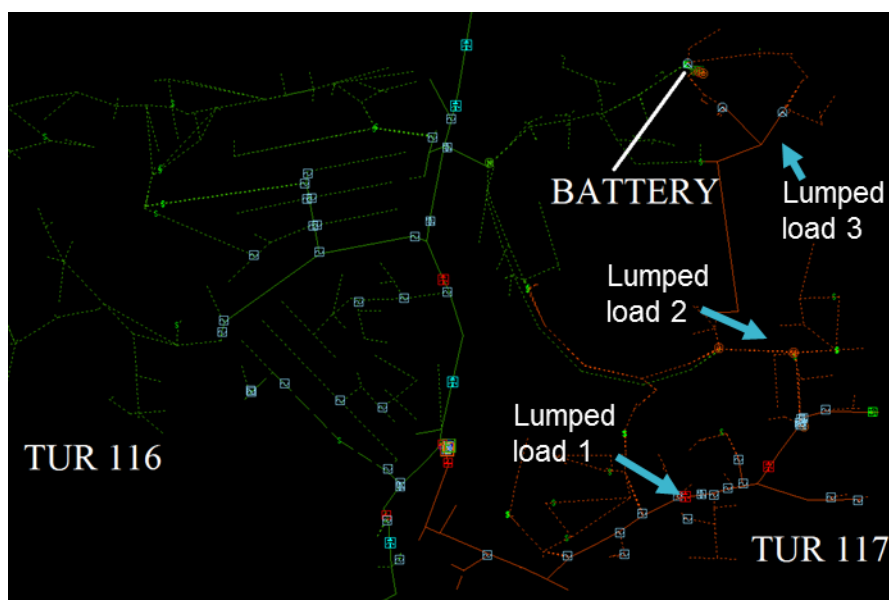 BATTERY
Lumped
load 3
Lumped
load 2
Lumped
load 1
TUR 116
TUR 117